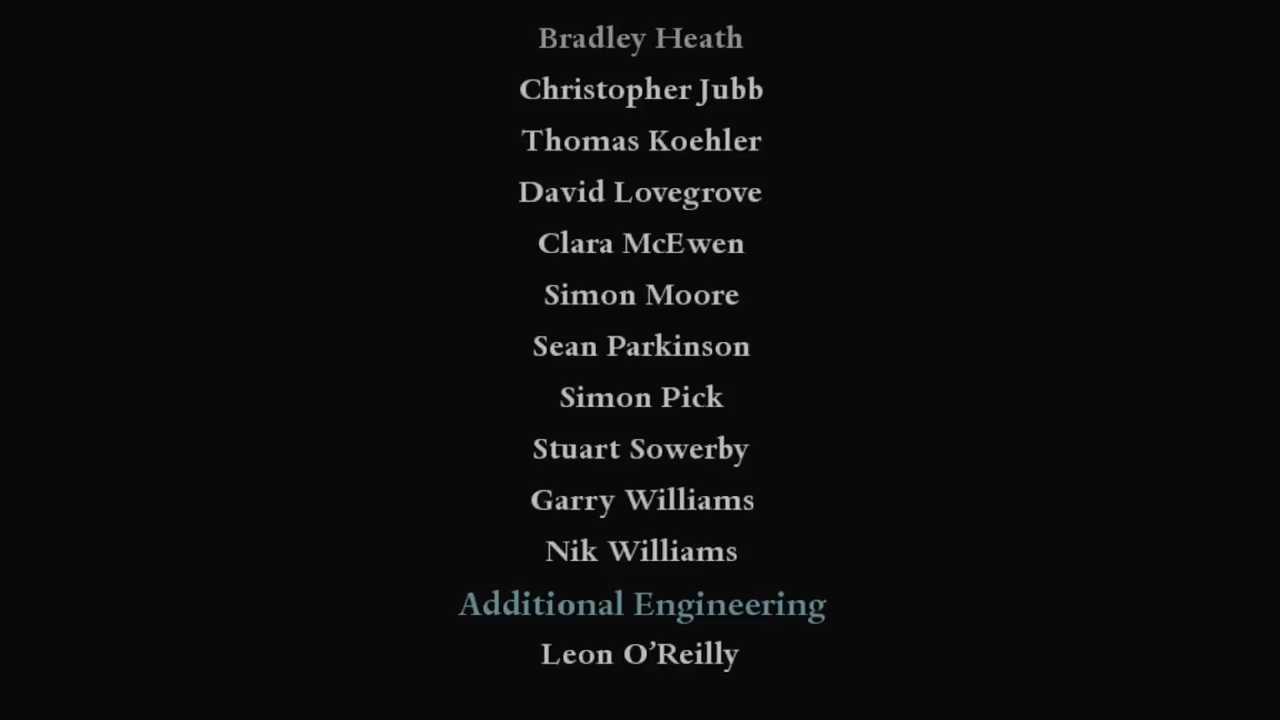 Bradley Heath
Christopher Jubb
Thomas Koehler
David Lovegrove
Clara McEwen
Simon Moore
Sean Parkinson
Simon Pick
Stuart Sowerby
Garry Williams
Nik Williams
Additional Engineering
Leon O’Reilly